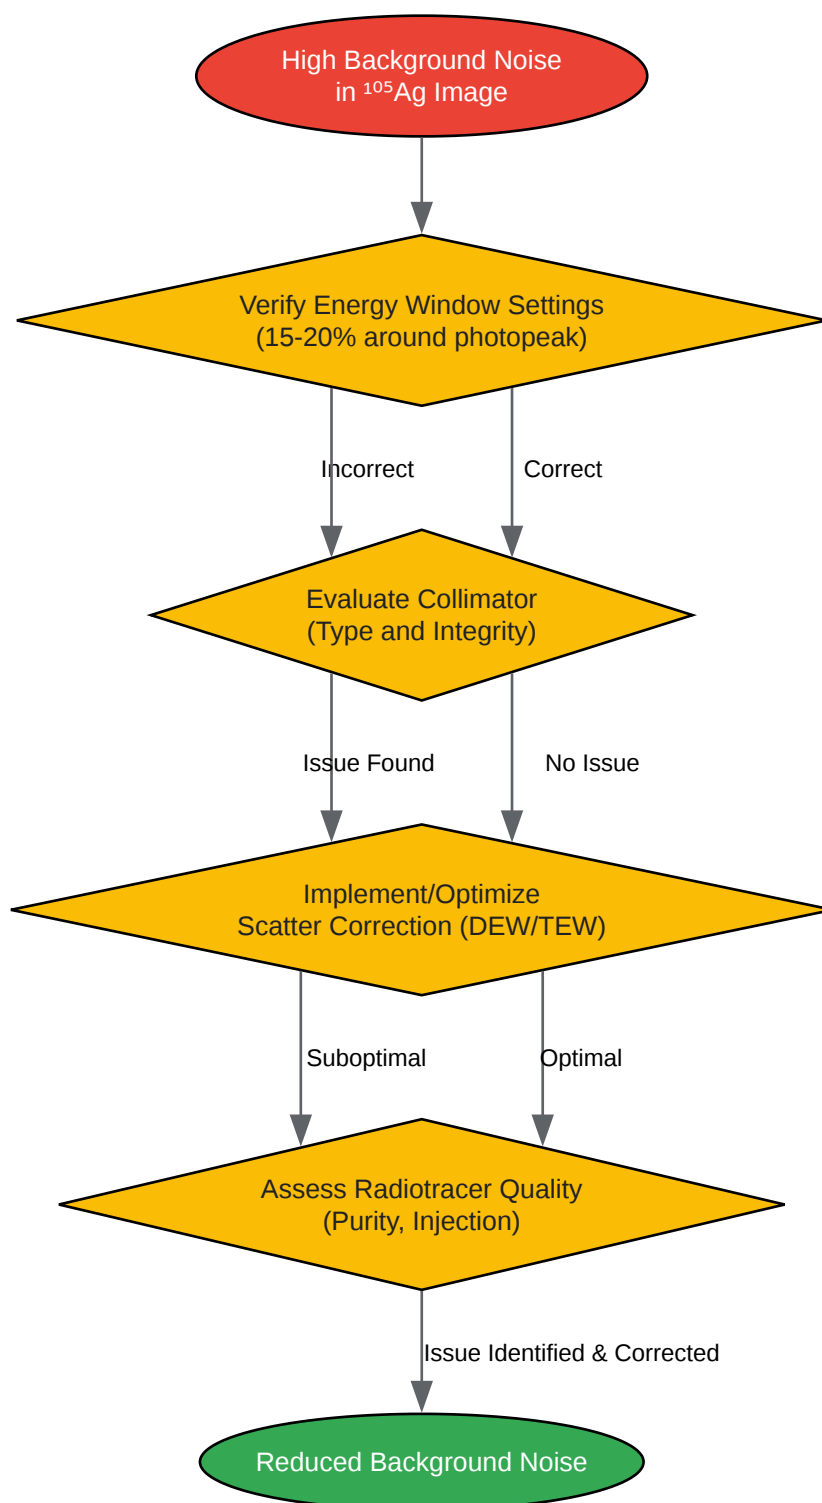 High Background Noise
in ¹⁰⁵Ag Image
Verify Energy Window Settings
(15-20% around photopeak)
Incorrect
Correct
Evaluate Collimator
(Type and Integrity)
Issue Found
No Issue
Implement/Optimize
Scatter Correction (DEW/TEW)
Suboptimal
Optimal
Assess Radiotracer Quality
(Purity, Injection)
Issue Identified & Corrected
Reduced Background Noise